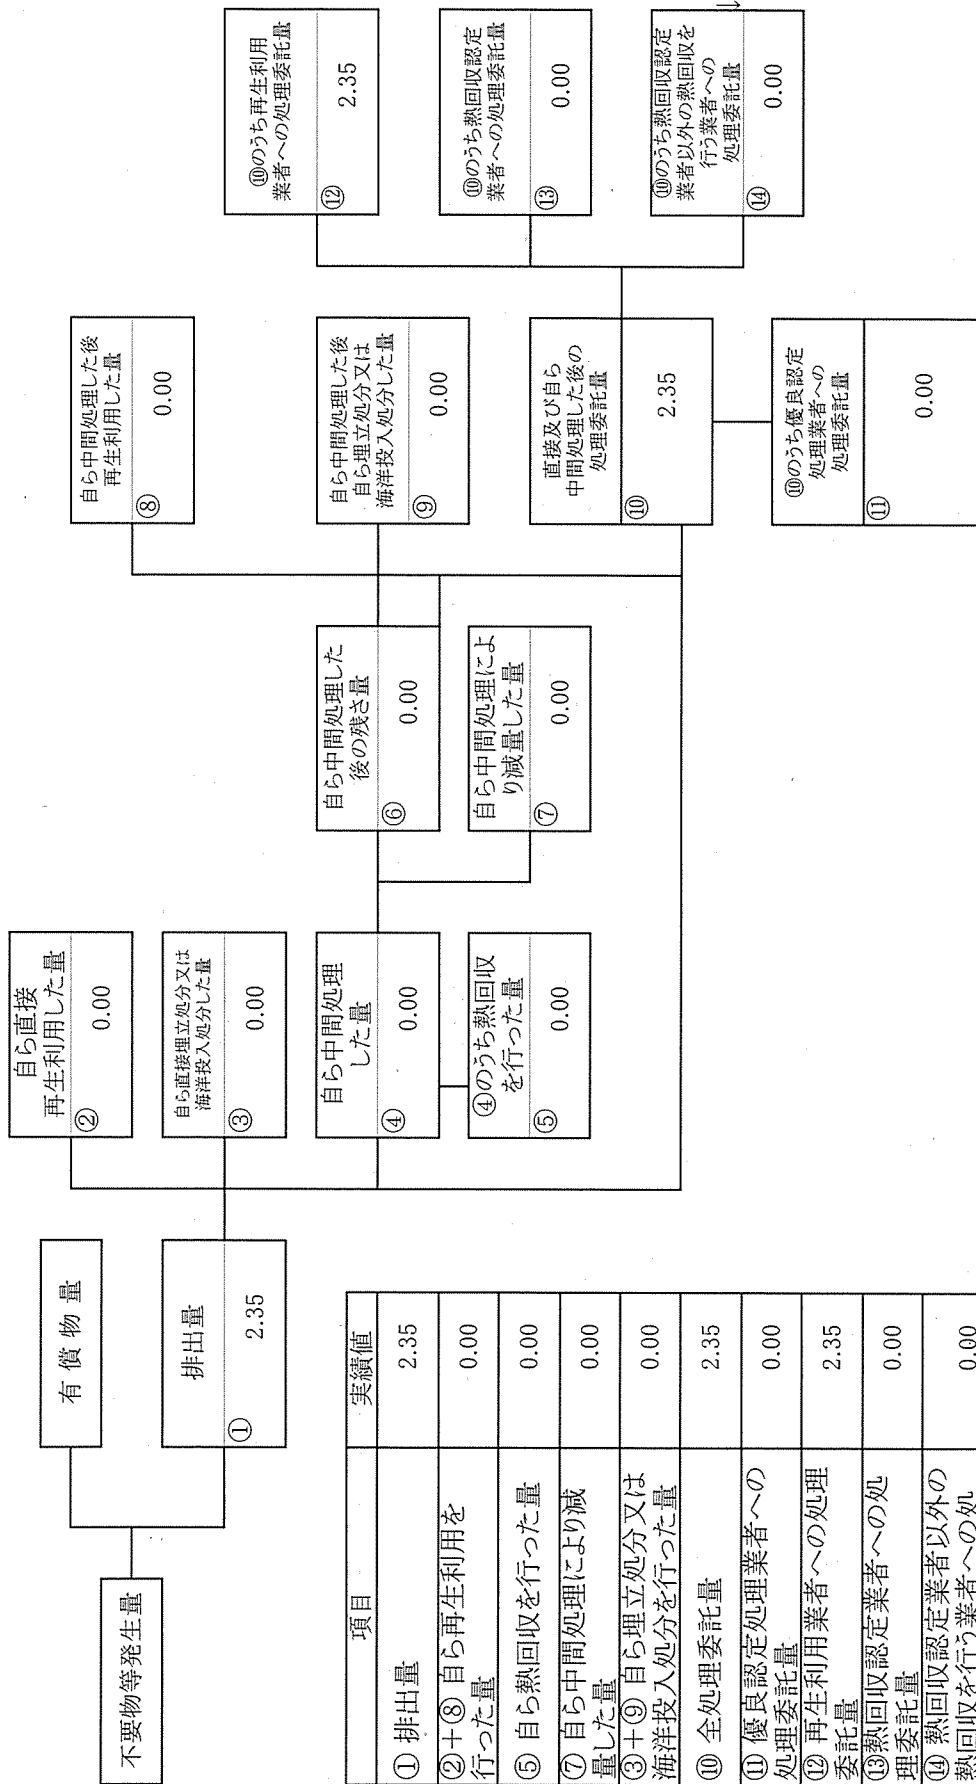 不要物等発生量
有償物量
排出量
①
2.35
自ら直接
再生利用した量
②
0.00
自ら直接埋立処分又は
海洋投入処分した量
③
0.00
自ら中間処理
した量
④
0.00
④のうち熱回収
を行った量
⑤
0.00
自ら中間処理した
後の残さ量
⑥
0.00
自ら中間処理によ
り減量した量
⑦
0.00
自ら中間処理した後
再生利用した量
⑧
0.00
自ら中間処理した後
自ら埋立処分又は
海洋投入処分した量
⑨
0.00
直接及び自ら
中間処理した後の
処理委託量
⑩
2.35
⑩のうち優良認定
処理業者への
処理委託量
⑪
0.00
⑩のうち再生利用
業者への処理委託量
⑫
2.35
⑩のうち熱回収認定
業者への処理委託量
⑬
0.00
⑩のうち熱回収認定
業者以外の熱回収を
行う業者への
処理委託量
⑭
0.00
項目 実績値
① 排出量 2.35
②+⑧ 自ら再生利用を
行った量 0.00
⑤ 自ら熱回収を行った量 0.00
⑦ 自ら中間処理により減
量した量 0.00
③+⑨ 自ら埋立処分又は
海洋投入処分を行った量 0.00
⑩ 全処理委託量 2.35
⑪ 優良認定処理業者への
処理委託量 0.00
⑫ 再生利用業者への処理
委託量 2.35
⑬熱回収認定業者への処
理委託量 0.00
⑭ 熱回収認定業者以外の
熱回収を行う業者への処 0.00